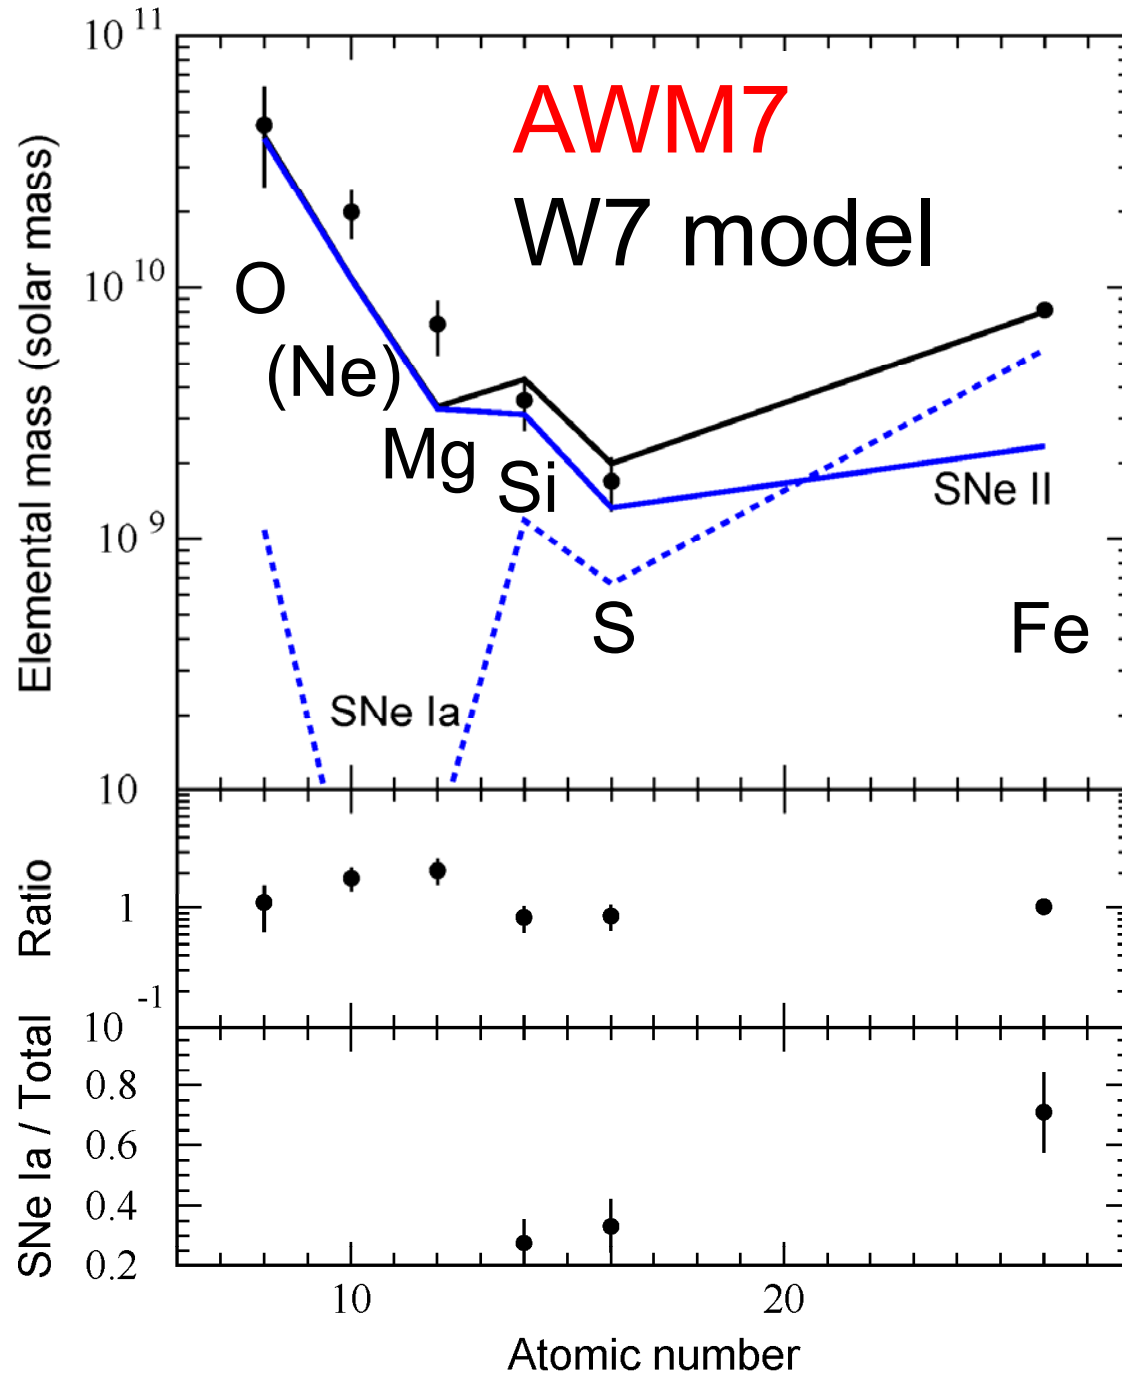 10 11
AWM7
W7 model
Elemental mass (solar mass)
10 10
O
(Ne)
Mg
Si
SNe II
10 9
S
Fe
SNe Ia
10
Ratio
1
10 -1
SNe Ia / Total
0.8
0.6
0.4
0.2
10
20
Atomic number